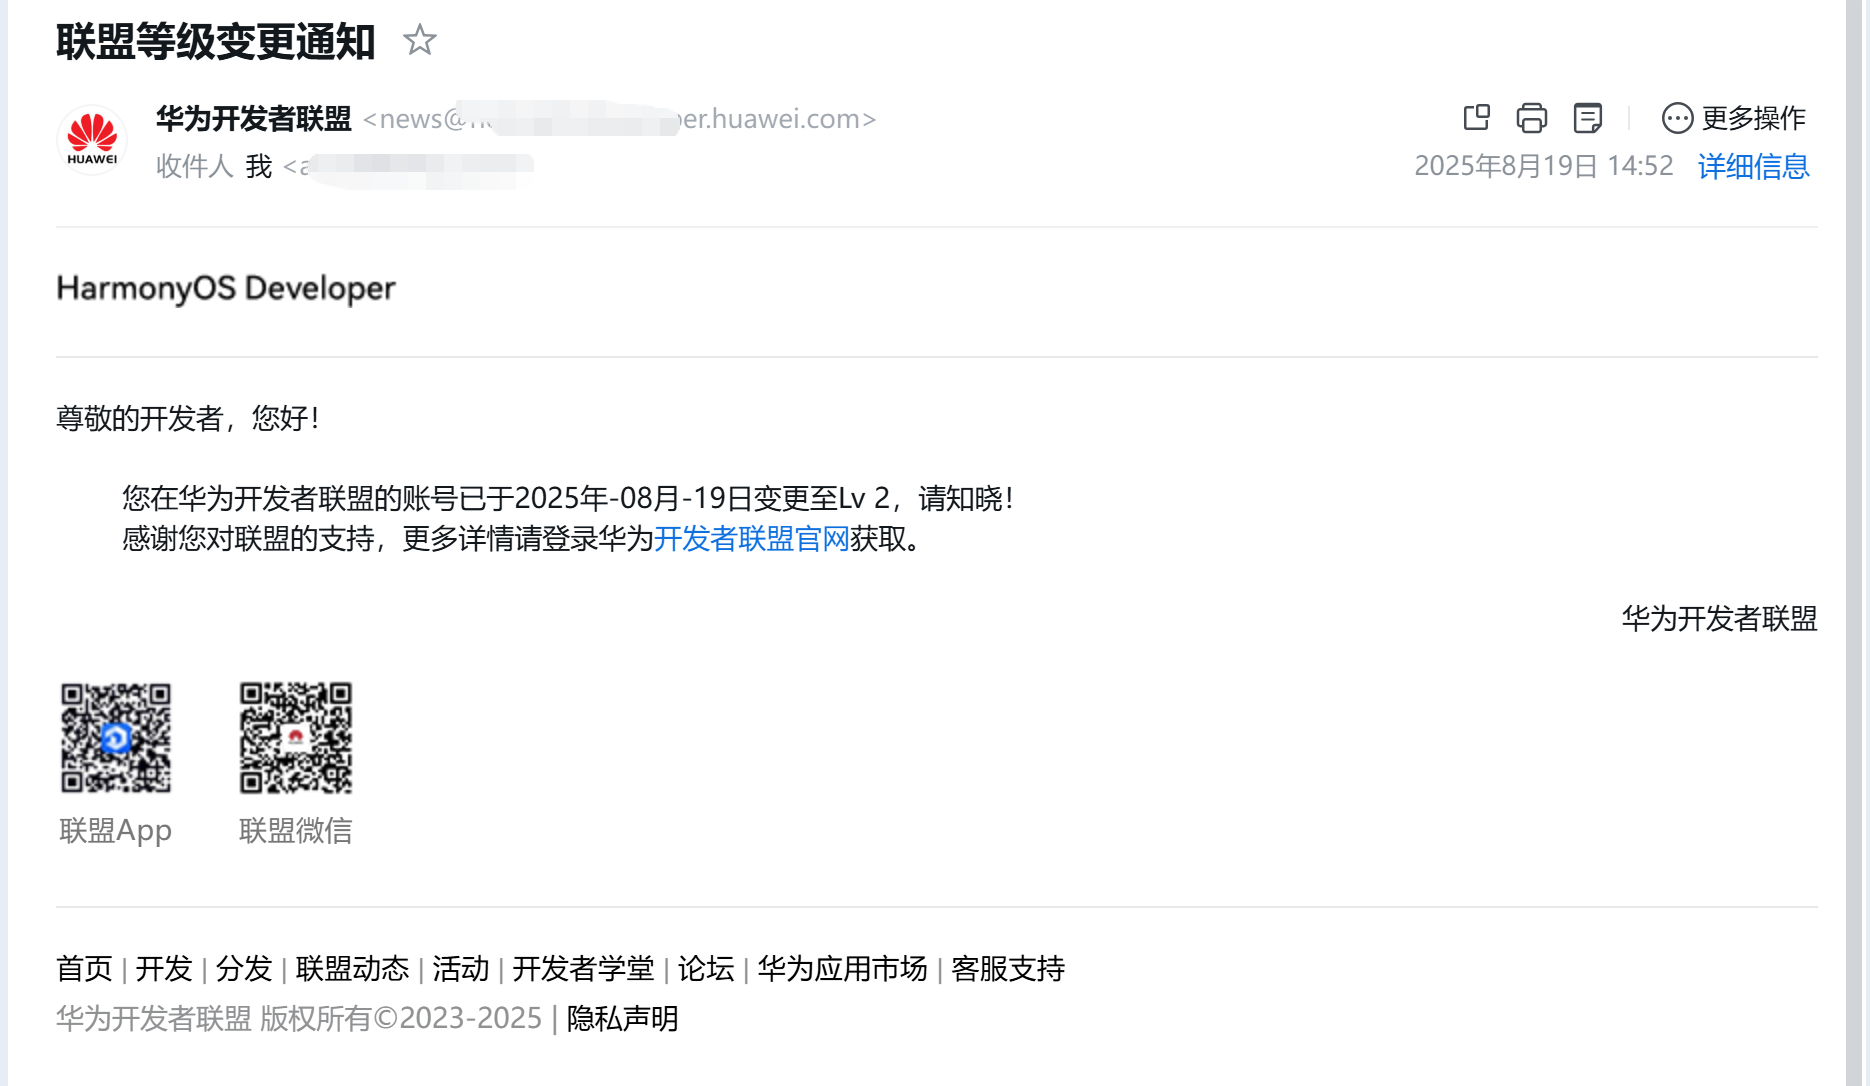 联盟等级变更通知
华为开发者联盟 <news@ er.huawei.com>
更多操作
收件人 我 <a
2025年8月19日 14:52 详细信息
HUAWEI
HarmonyOS Developer
尊敬的开发者，您好！
您在华为开发者联盟的账号已于2025年-08月-19日变更至Lv 2，请知晓！
感谢您对联盟的支持，更多详情请登录华为开发者联盟官网获取。
华为开发者联盟
联盟App 联盟微信
首页 | 开发 | 分发 | 联盟动态 | 活动 | 开发者学堂 | 论坛 | 华为应用市场 | 客服支持
华为开发者联盟 版权所有©2023-2025 | 隐私声明